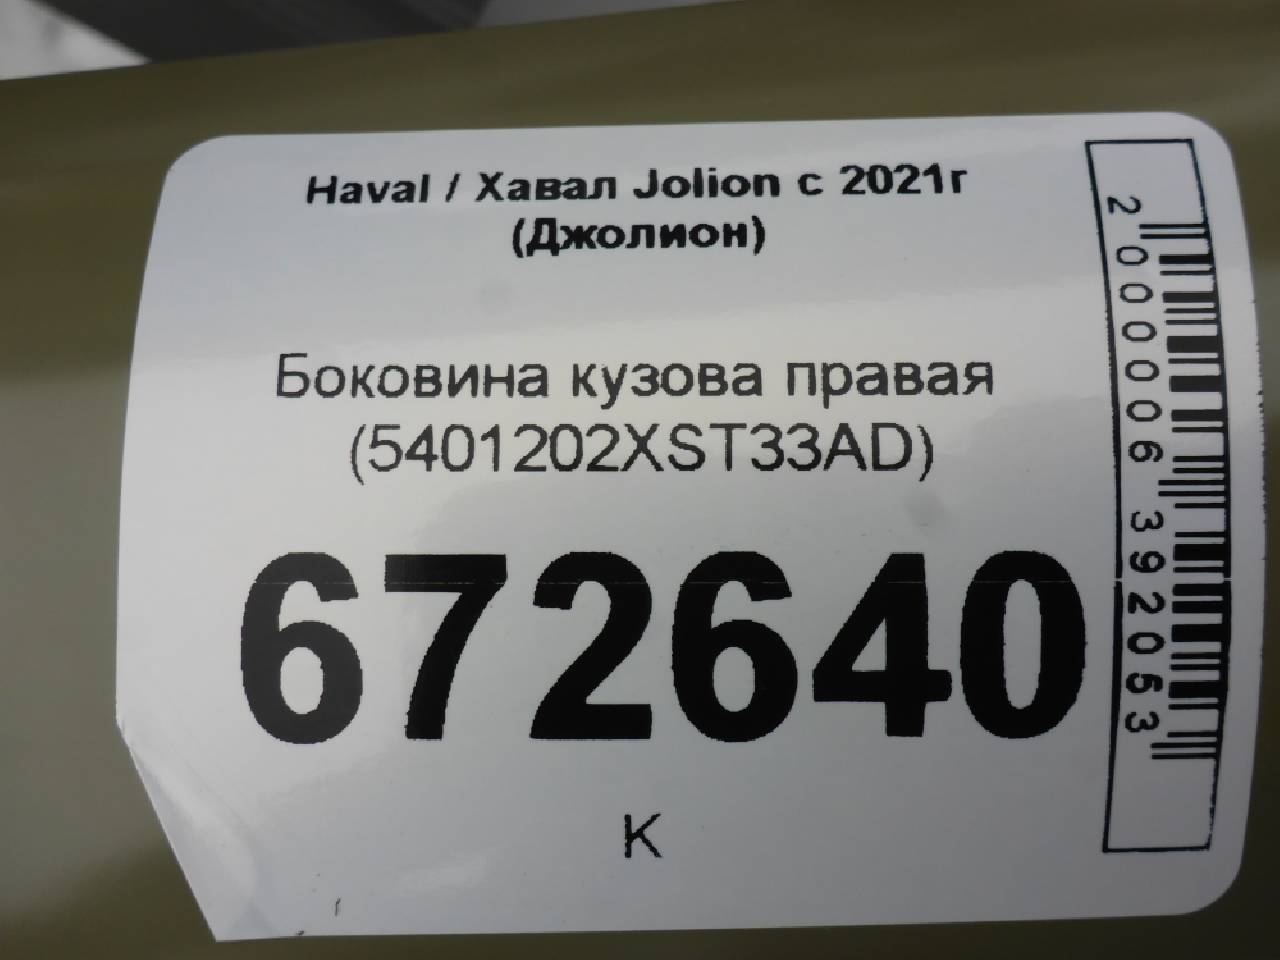 Haval / Хавал Jolion с 2021г
(Джолион)
Боковина кузова правая
(5401202XST33AD)
672640
К
2000006392053